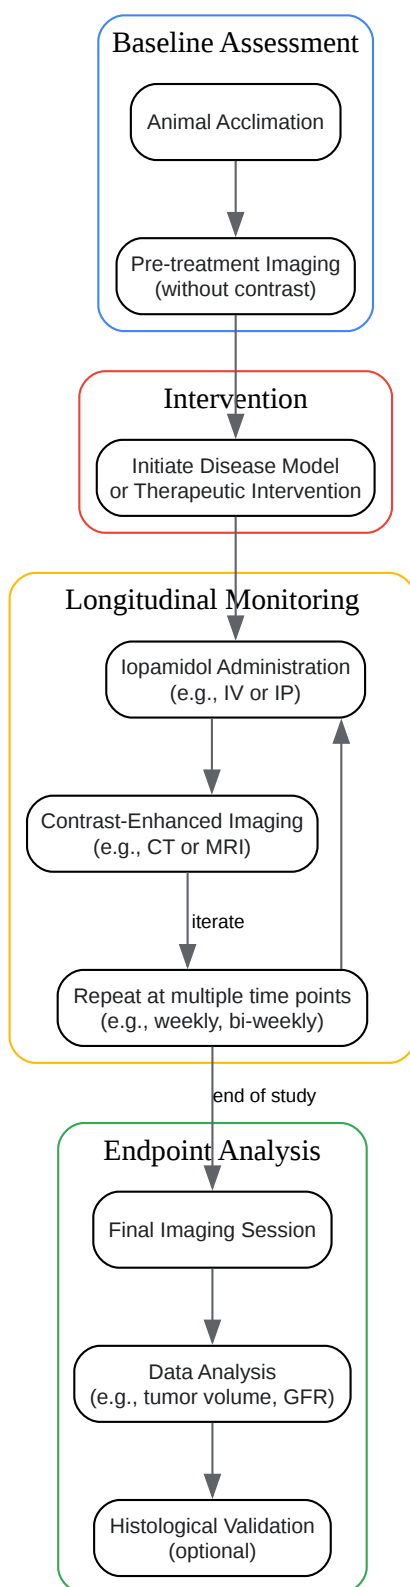 Baseline Assessment
Animal Acclimation
Pre-treatment Imaging
(without contrast)
Intervention
Initiate Disease Model
or Therapeutic Intervention
Longitudinal Monitoring
Iopamidol Administration
(e.g., IV or IP)
Contrast-Enhanced Imaging
(e.g., CT or MRI)
iterate
Repeat at multiple time points
(e.g., weekly, bi-weekly)
end of study
Endpoint Analysis
Final Imaging Session
Data Analysis
(e.g., tumor volume, GFR)
Histological Validation
(optional)